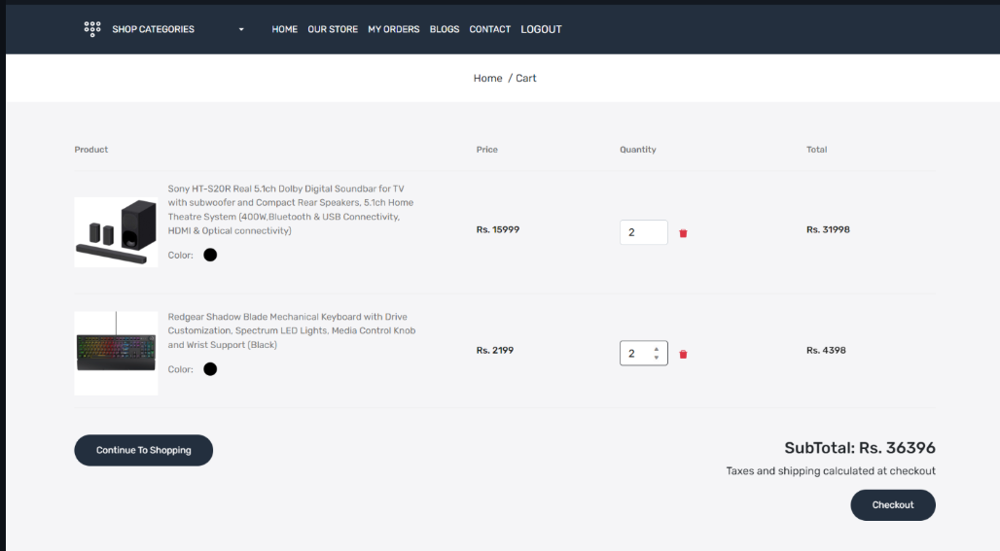 SHOP CATEGORIES HOME OUR STORE MY ORDERS BLOGS CONTACT LOGOUT
Home / Cart
Product Price Quantity Total
Sony HT-S20R Real 5.1ch Dolby Digital Soundbar for TV
with subwoofer and Compact Rear Speakers, 5.1ch Home
Theatre System (400W,Bluetooth & USB Connectivity,
HDMI & Optical connectivity)
Color:
Rs. 15999 2 Rs. 31998
Redgear Shadow Blade Mechanical Keyboard with Drive
Customization, Spectrum LED Lights, Media Control Knob
and Wrist Support (Black)
Color:
Rs. 2199 2 Rs. 4398
Continue To Shopping
SubTotal: Rs. 36396
Taxes and shipping calculated at checkout
Checkout